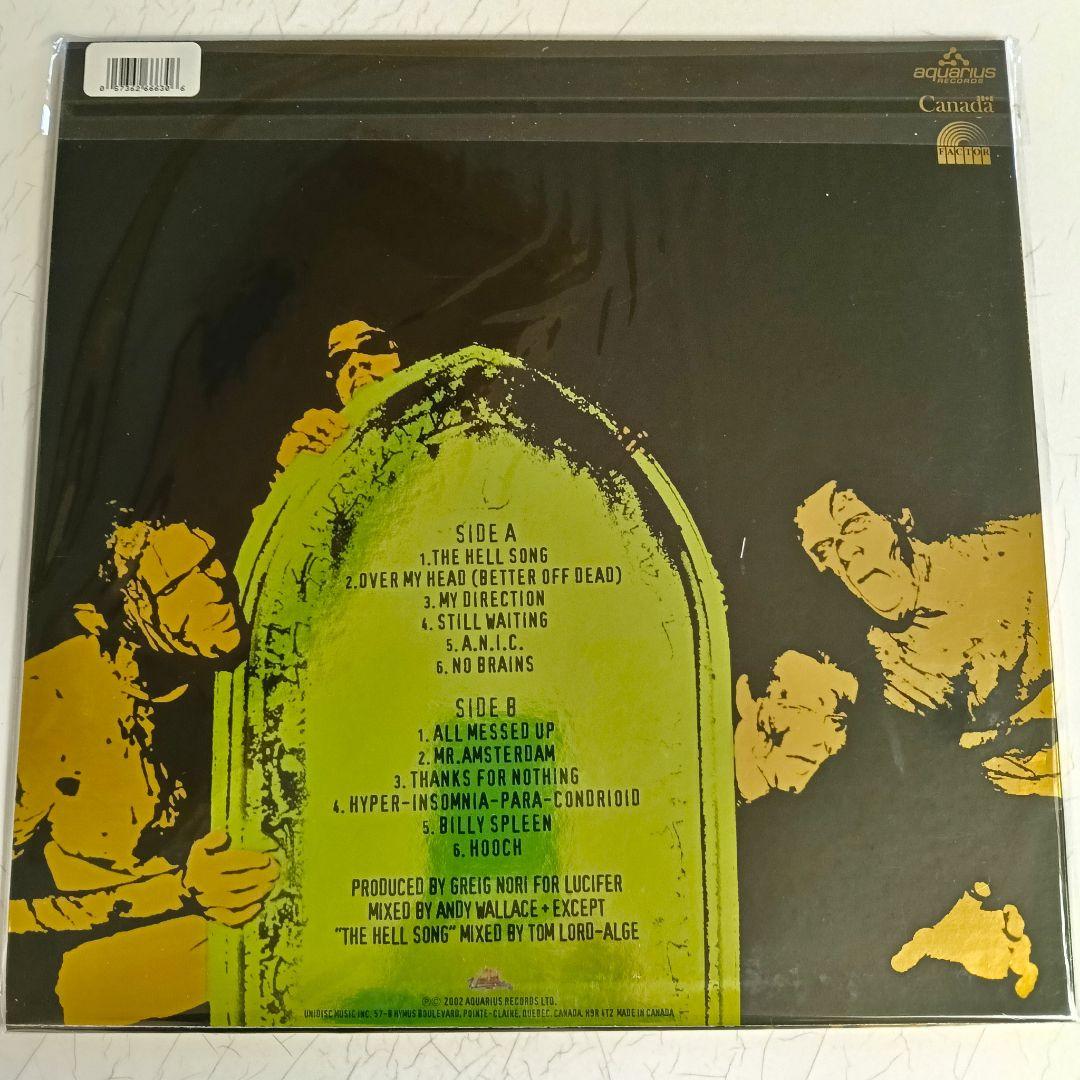 0 57362 66630 6
aquarius
RECORDS
Canada
FACTOR
SIDE A
1. THE HELL SONG
2. OVER MY HEAD (BETTER OFF DEAD)
3. MY DIRECTION
4. STILL WAITING
5. A.N.I.C.
6. NO BRAINS
SIDE B
1. ALL MESSED UP
2. MR. AMSTERDAM
3. THANKS FOR NOTHING
4. HYPER-INSOMNIA-PARA-CONDRIOID
5. BILLY SPLEEN
6. HOOCH
PRODUCED BY GREIG NORI FOR LUCIFER
MIXED BY ANDY WALLACE + EXCEPT
"THE HELL SONG" MIXED BY TOM LORD-ALGE
℗© 2002 AQUARIUS RECORDS LTD.
UNIDISC MUSIC INC. 57-B HYMUS BOULEVARD, POINTE-CLAIRE, QUEBEC, CANADA, H9R 4T2 MADE IN CANADA